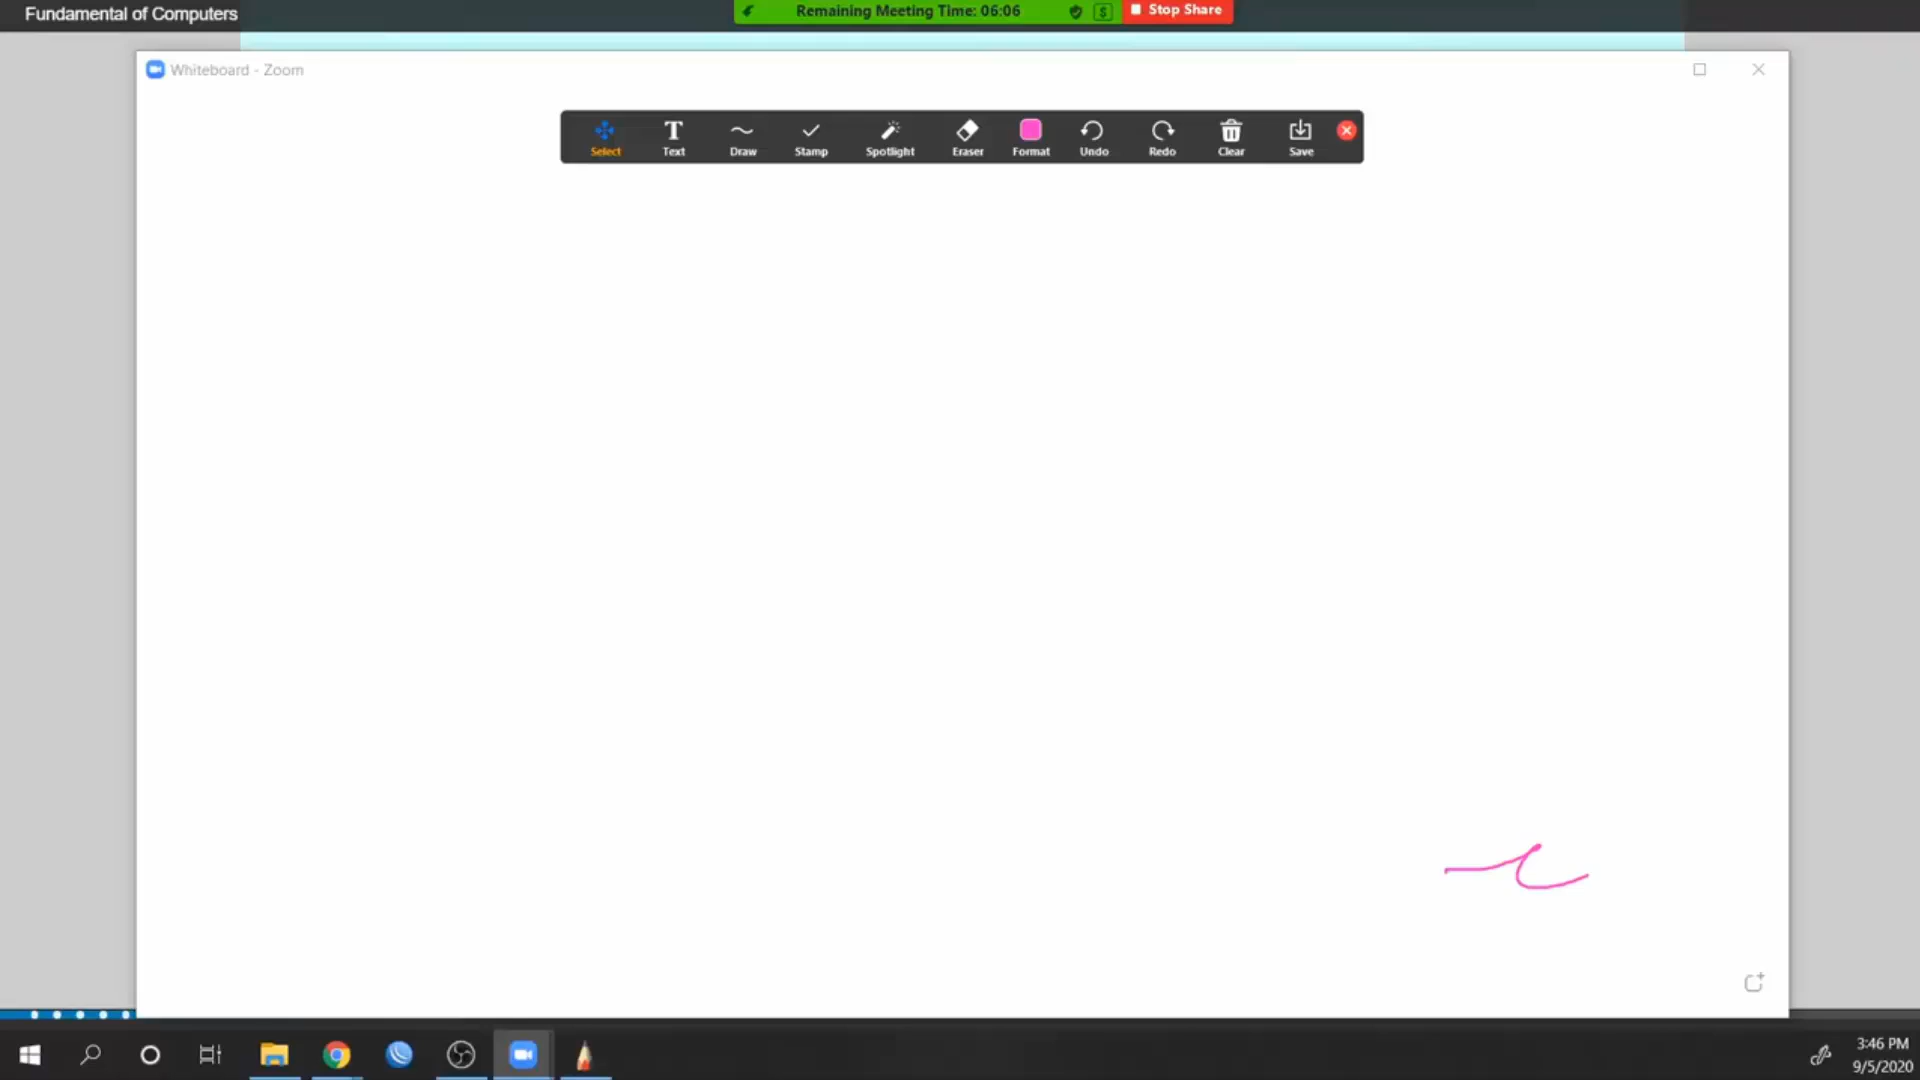 Fundamental of Computers
Remaining Meeting Time: 06:06
Stop Share
Whiteboard - Zoom
Select
Text
Draw
Stamp
Spotlight
Eraser
Format
Undo
Redo
Clear
Save
3:46 PM
9/5/2020